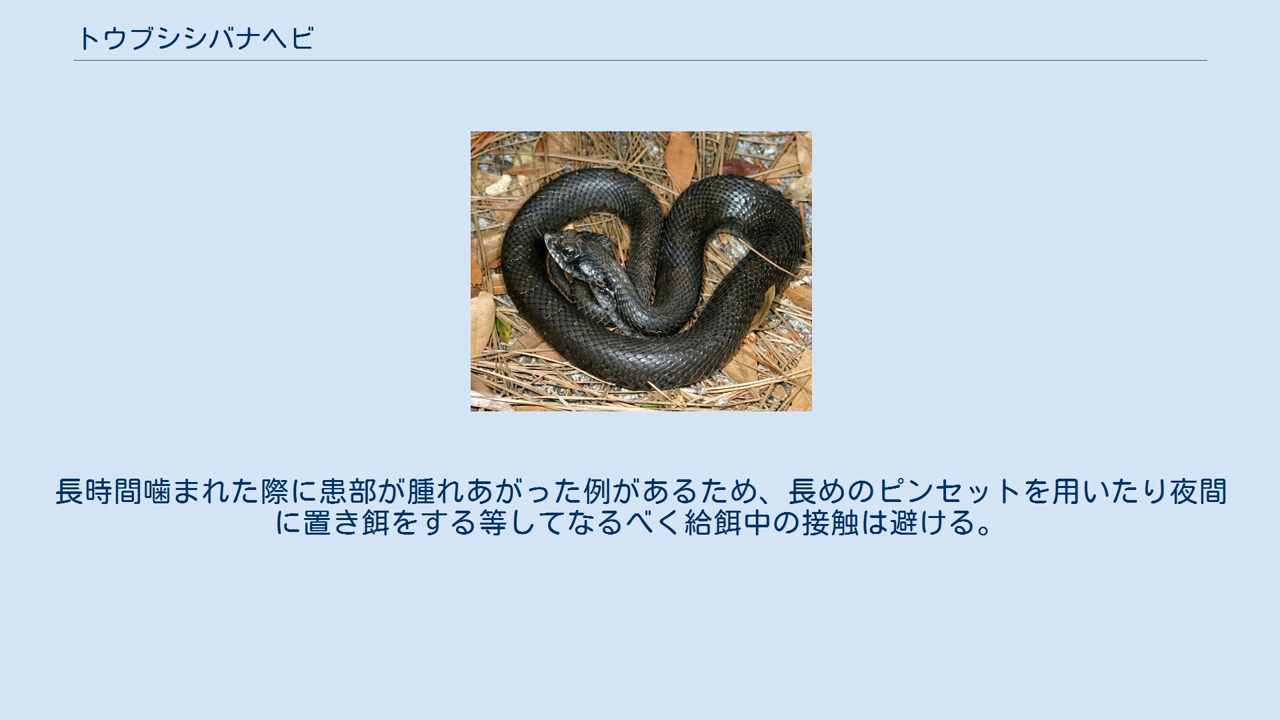 トウブシシバナヘビ
長時間噛まれた際に患部が腫れあがった例があるため、長めのピンセットを用いたり夜間
に置き餌をする等してなるべく給餌中の接触は避ける。